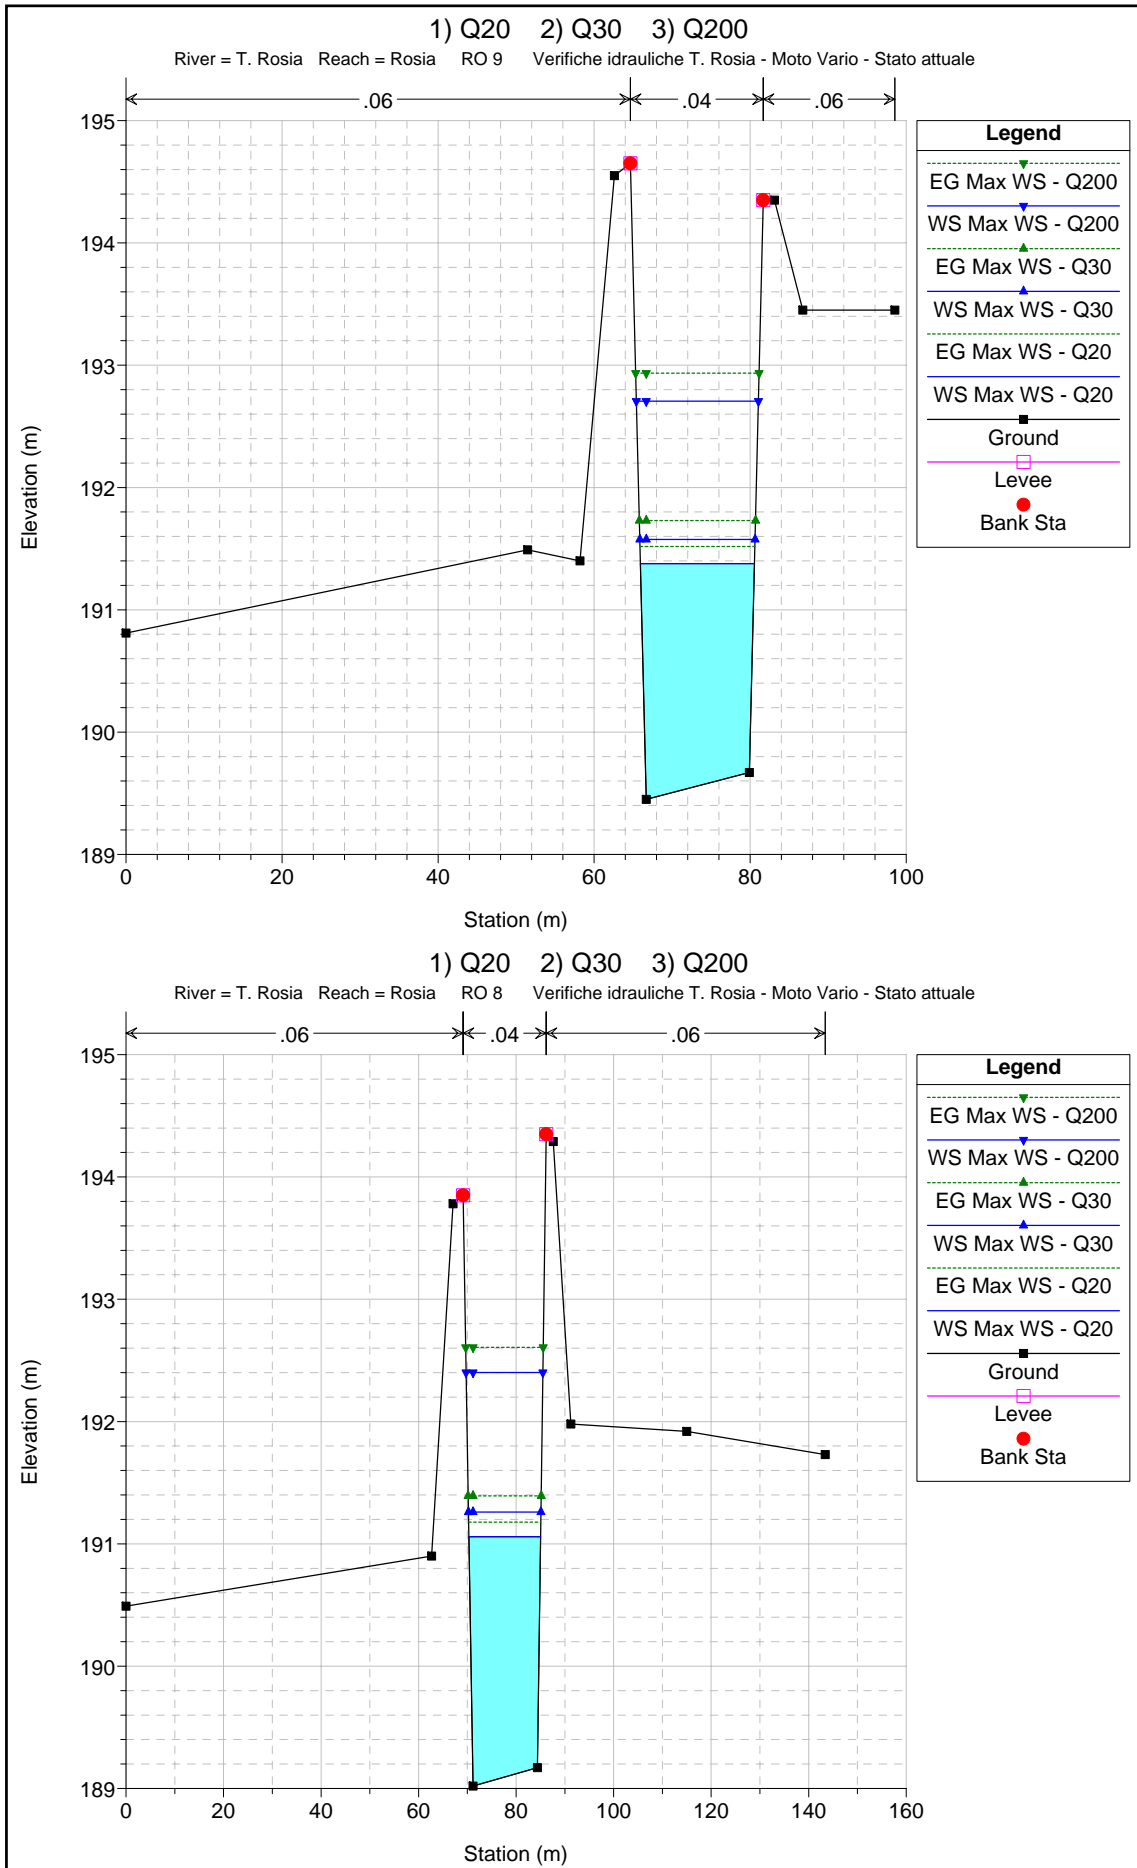 1) Q20 2) Q30 3) Q200
River = T. Rosia Reach = Rosia RO 9 Verifiche idrauliche T. Rosia - Moto Vario - Stato attuale
.06 .04 .06
195
194
193
192
191
190
189
Elevation (m)
0 20 40 60 80 100
Station (m)
Legend
EG Max WS - Q200
WS Max WS - Q200
EG Max WS - Q30
WS Max WS - Q30
EG Max WS - Q20
WS Max WS - Q20
Ground
Levee
Bank Sta
1) Q20 2) Q30 3) Q200
River = T. Rosia Reach = Rosia RO 8 Verifiche idrauliche T. Rosia - Moto Vario - Stato attuale
.06 .04 .06
195
194
193
192
191
190
189
Elevation (m)
0 20 40 60 80 100 120 140 160
Station (m)
Legend
EG Max WS - Q200
WS Max WS - Q200
EG Max WS - Q30
WS Max WS - Q30
EG Max WS - Q20
WS Max WS - Q20
Ground
Levee
Bank Sta